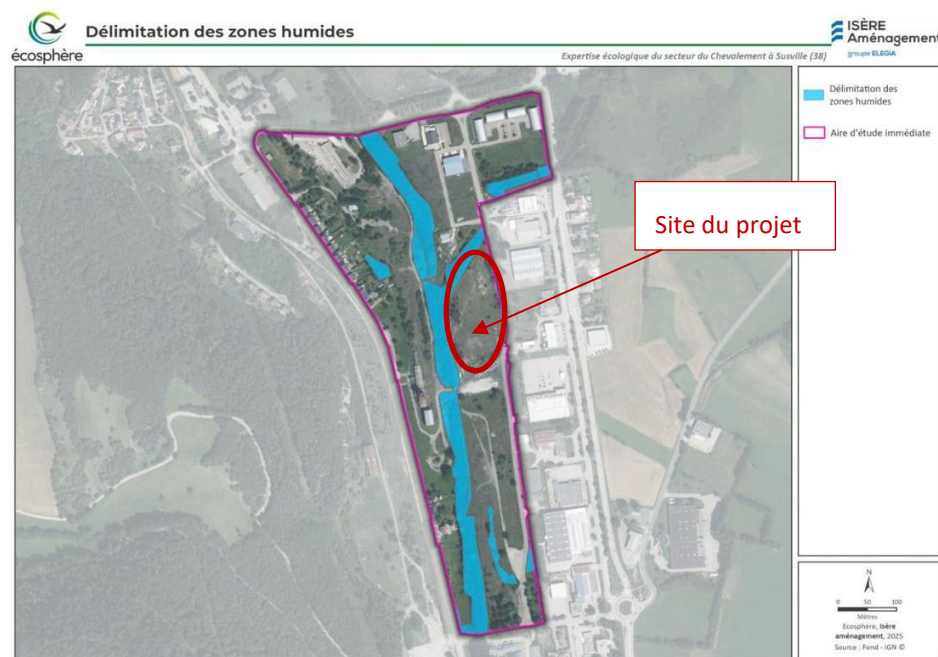 écosphère
Délimitation des zones humides
Expertise écologique du secteur du Chevalement à Susville (38)
ISÈRE
Aménagement
groupe ELEGIA
Délimitation des
zones humides
Aire d'étude immédiate
Site du projet
N
0 50 100
Mètres
Ecosphère, Isère
aménagement, 2025
Source : Fond - IGN ©